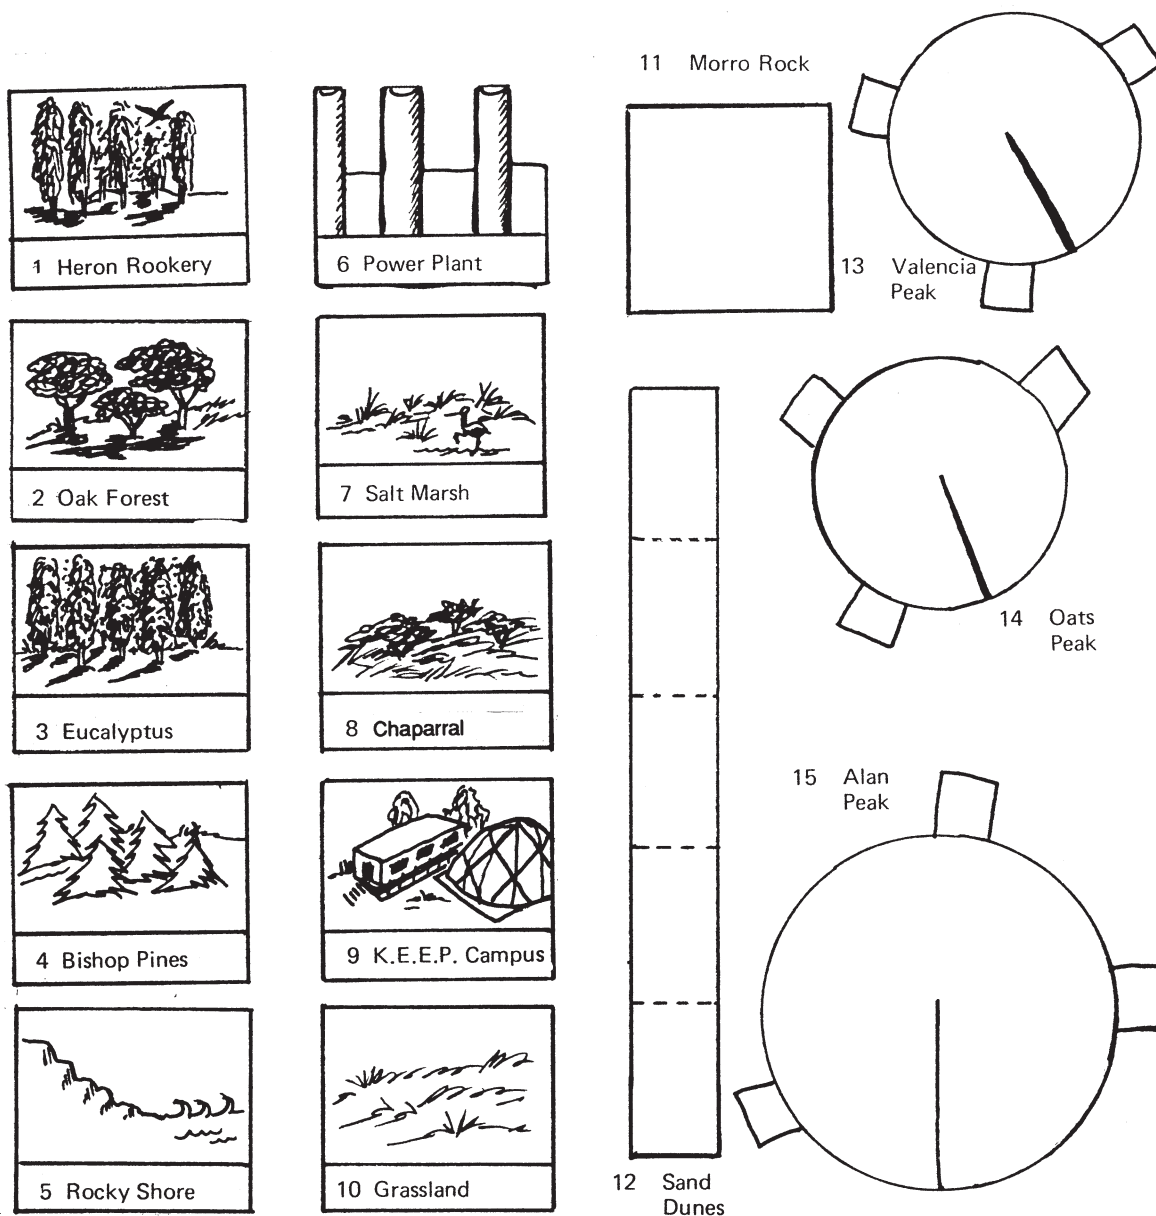 1 Heron Rookery
2 Oak Forest
3 Eucalyptus
4 Bishop Pines
5 Rocky Shore
6 Power Plant
7 Salt Marsh
8 Chaparral
9 K.E.E.P. Campus
10 Grassland
11 Morro Rock
12 Sand
Dunes
13 Valencia
Peak
14 Oats
Peak
15 Alan
Peak